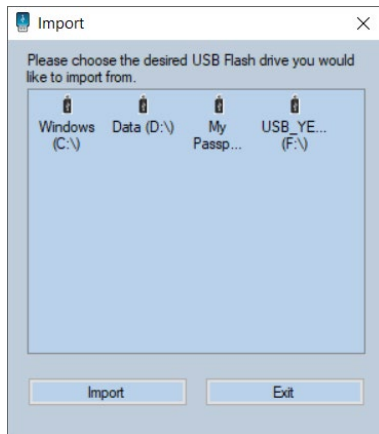 Import
Please choose the desired USB Flash drive you would
like to import from.
Windows
(C:\)
Data (D:\)
My
Passp...
USB_YE...
(F:\)
Import
Exit